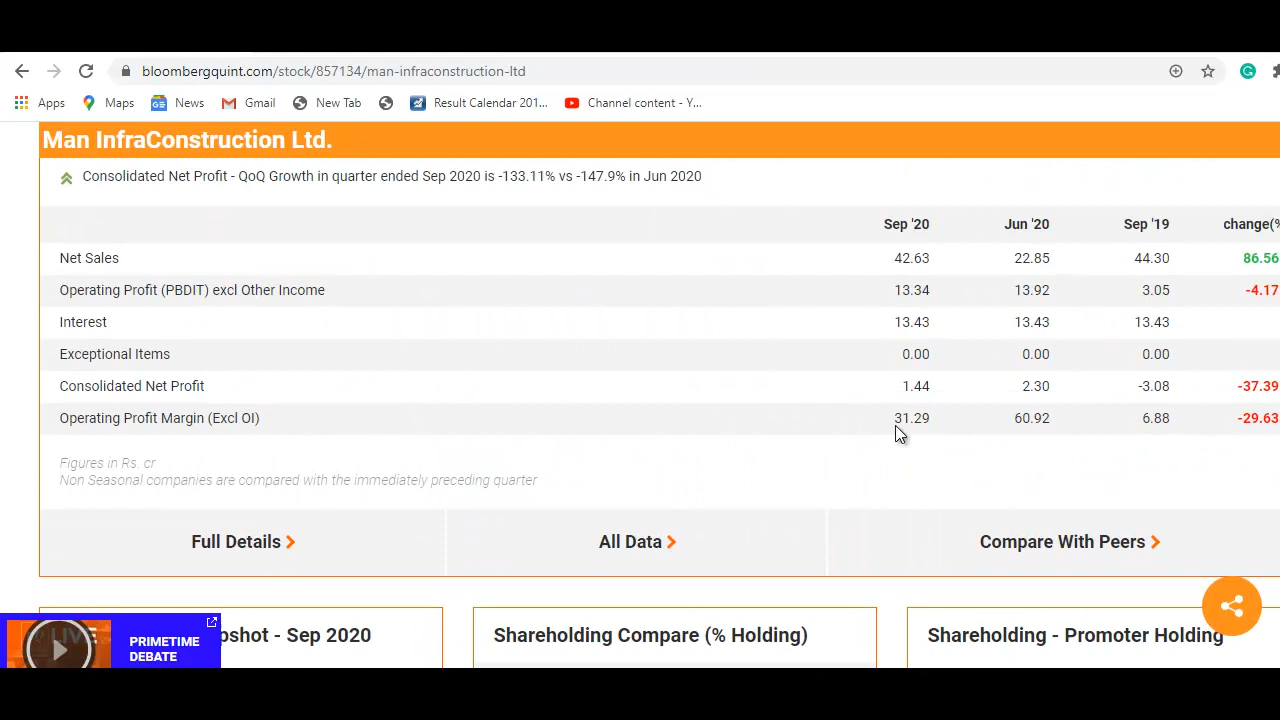 bloombergquint.com/stock/857134/man-infraconstruction-ltd
Apps Maps News Gmail New Tab Result Calendar 201... Channel content - Y...
Man InfraConstruction Ltd.
Consolidated Net Profit - QoQ Growth in quarter ended Sep 2020 is -133.11% vs -147.9% in Jun 2020
Sep '20 Jun '20 Sep '19 change(%
Net Sales 42.63 22.85 44.30 86.56
Operating Profit (PBDIT) excl Other Income 13.34 13.92 3.05 -4.17
Interest 13.43 13.43 13.43
Exceptional Items 0.00 0.00 0.00
Consolidated Net Profit 1.44 2.30 -3.08 -37.39
Operating Profit Margin (Excl OI) 31.29 60.92 6.88 -29.63
Figures in Rs. cr
Non Seasonal companies are compared with the immediately preceding quarter
Full Details All Data Compare With Peers
pshot - Sep 2020 Shareholding Compare (% Holding) Shareholding - Promoter Holding
PRIMETIME
DEBATE